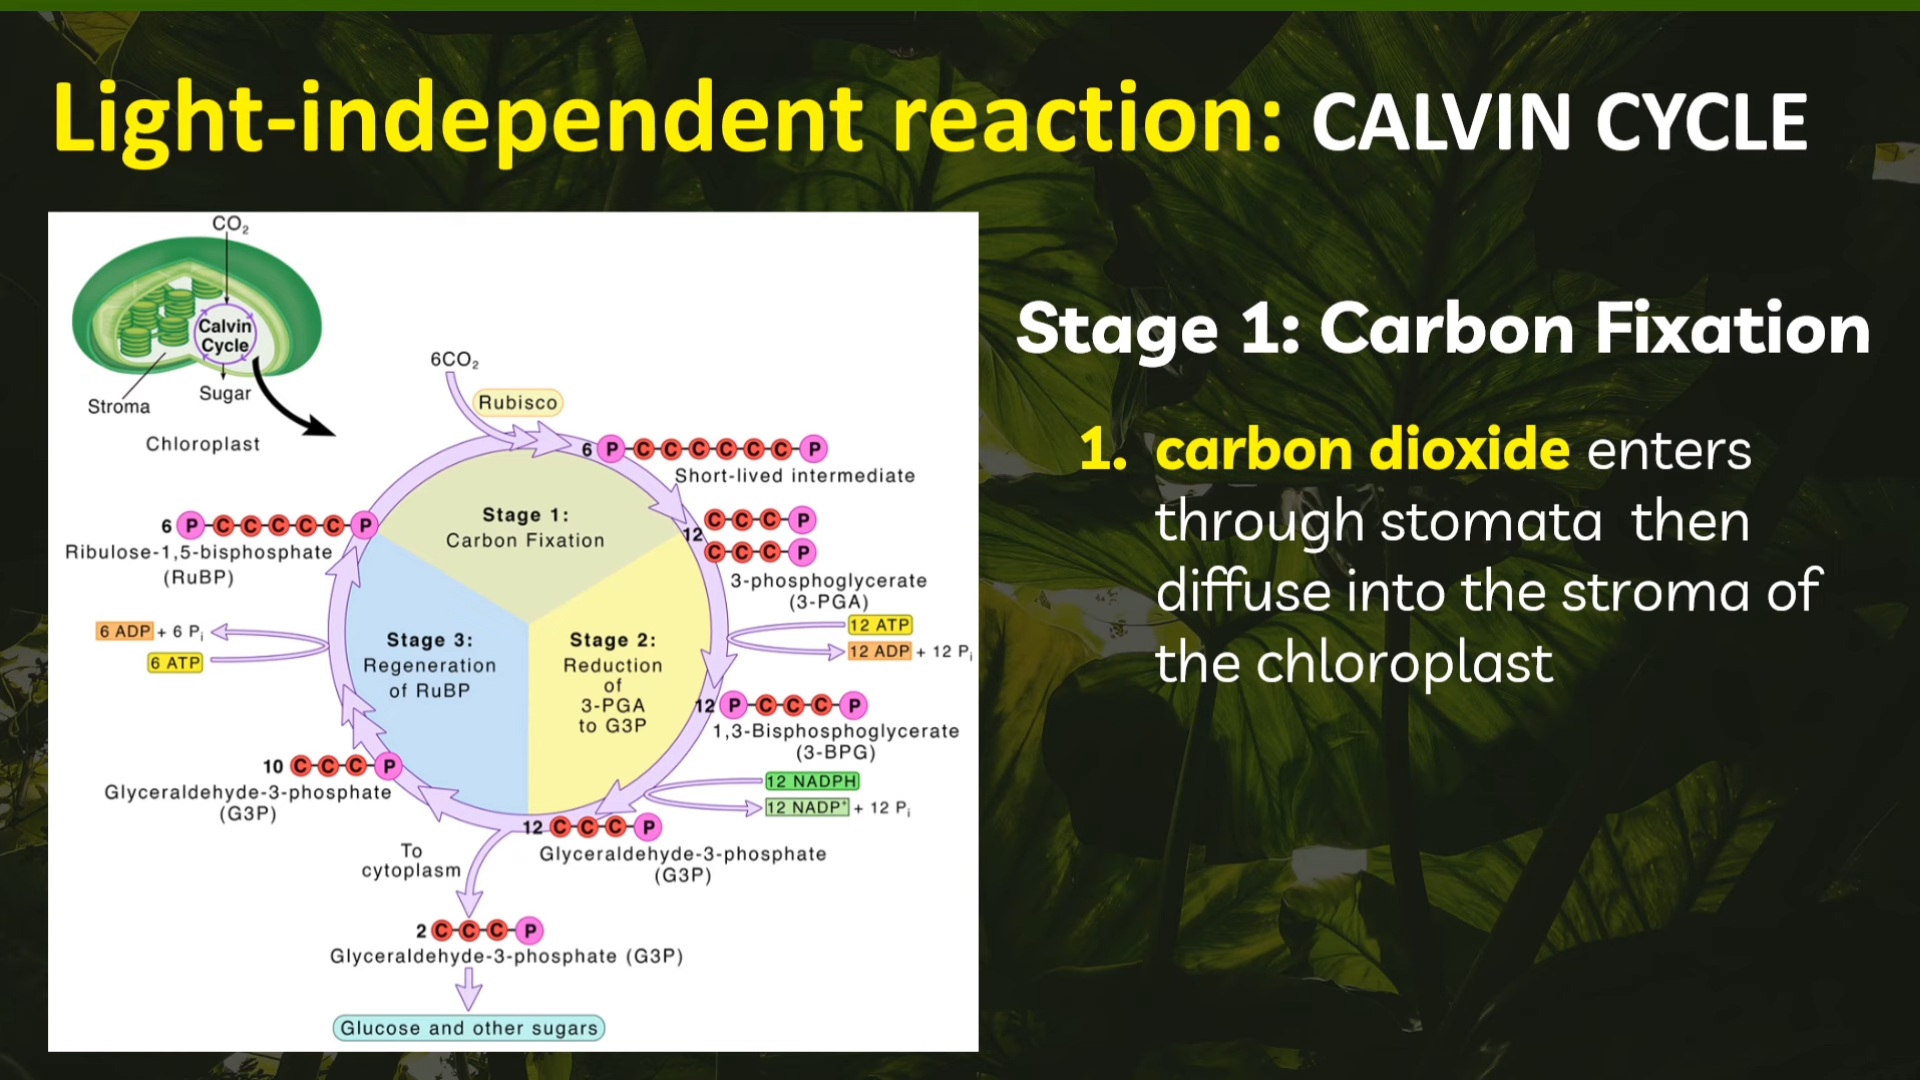 Light-independent reaction: CALVIN CYCLE
CO₂
Calvin
Cycle
Stroma
Sugar
Chloroplast
6CO₂
Rubisco
6 P-C-C-C-C-C-C-P
Short-lived intermediate
12
C-C-C-P
C-C-C-P
3-phosphoglycerate
(3-PGA)
12 ATP
12 ADP + 12 Pᵢ
12 P-C-C-C-P
1,3-Bisphosphoglycerate
(3-BPG)
12 NADPH
12 NADP⁺ + 12 Pᵢ
12 C-C-C-P
Glyceraldehyde-3-phosphate
(G3P)
To
cytoplasm
2 C-C-C-P
Glyceraldehyde-3-phosphate (G3P)
Glucose and other sugars
10 C-C-C-P
Glyceraldehyde-3-phosphate
(G3P)
6 ADP + 6 Pᵢ
6 ATP
6 P-C-C-C-C-C-P
Ribulose-1,5-bisphosphate
(RuBP)
Stage 1:
Carbon Fixation
Stage 2:
Reduction
of
3-PGA
to G3P
Stage 3:
Regeneration
of RuBP
Stage 1: Carbon Fixation
1. carbon dioxide enters
through stomata then
diffuse into the stroma of
the chloroplast